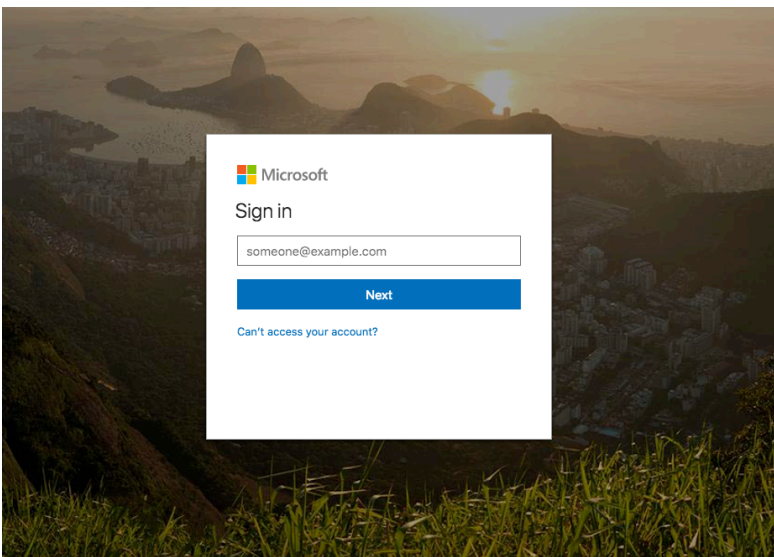 Microsoft
Sign in
someone@example.com
Next
Can't access your account?